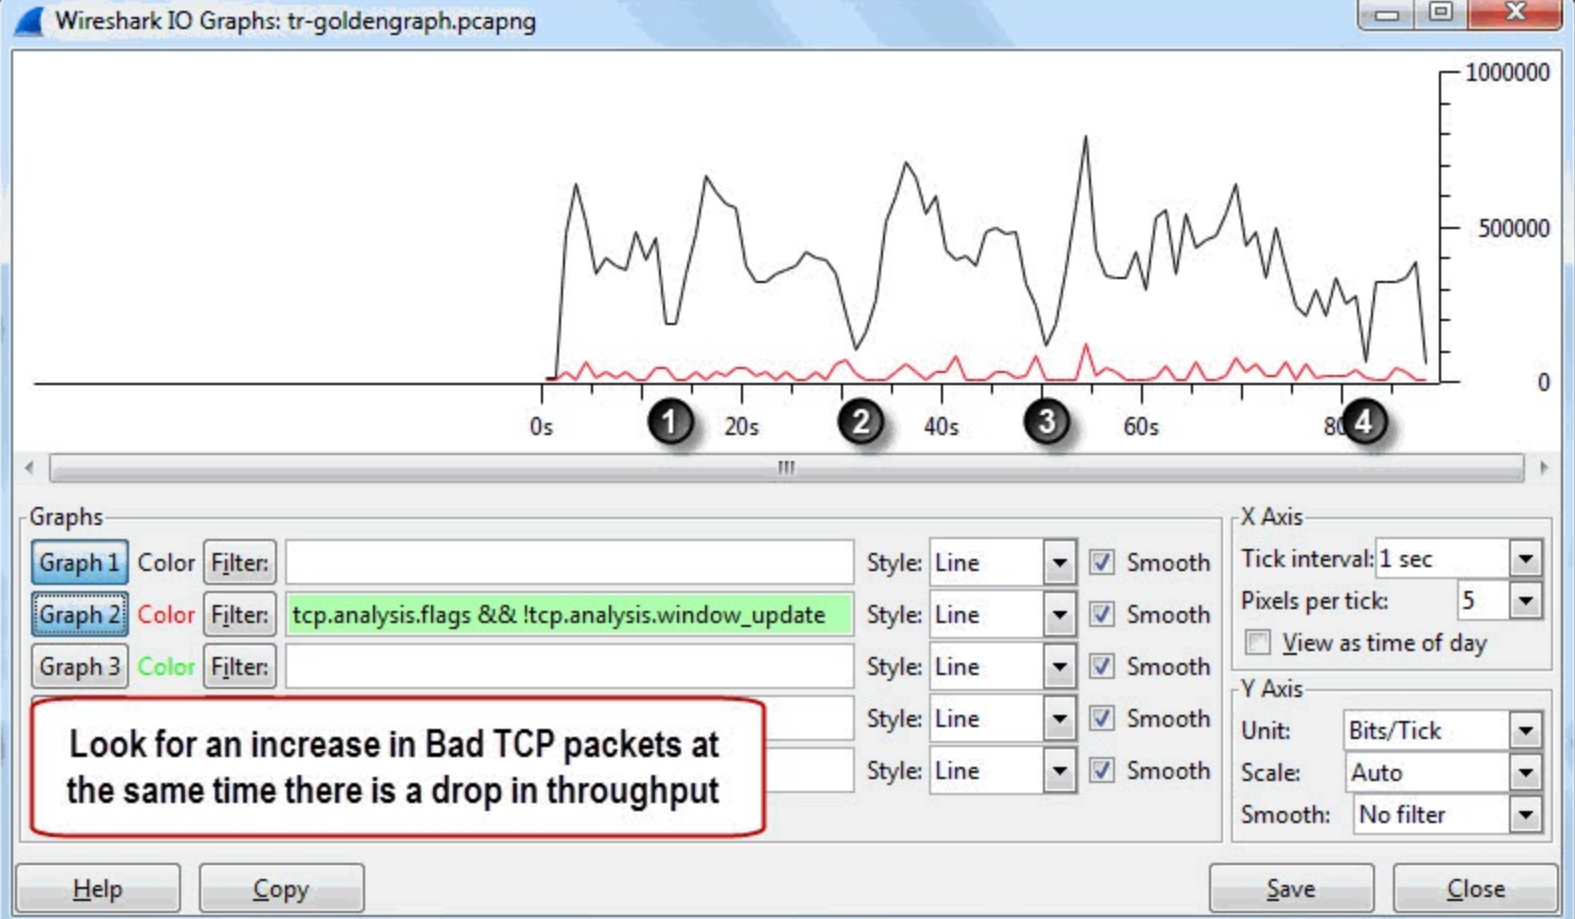 Wireshark IO Graphs: tr-goldengraph.pcapng
1000000
500000
0
0s 1 20s 2 40s 3 60s 4
Graphs
Graph 1 Color Filter: Style: Line Smooth
Graph 2 Color Filter: tcp.analysis.flags && !tcp.analysis.window_update Style: Line Smooth
Graph 3 Color Filter: Style: Line Smooth
Style: Line Smooth
Style: Line Smooth
Look for an increase in Bad TCP packets at
the same time there is a drop in throughput
X Axis
Tick interval: 1 sec
Pixels per tick: 5
View as time of day
Y Axis
Unit: Bits/Tick
Scale: Auto
Smooth: No filter
Help Copy Save Close